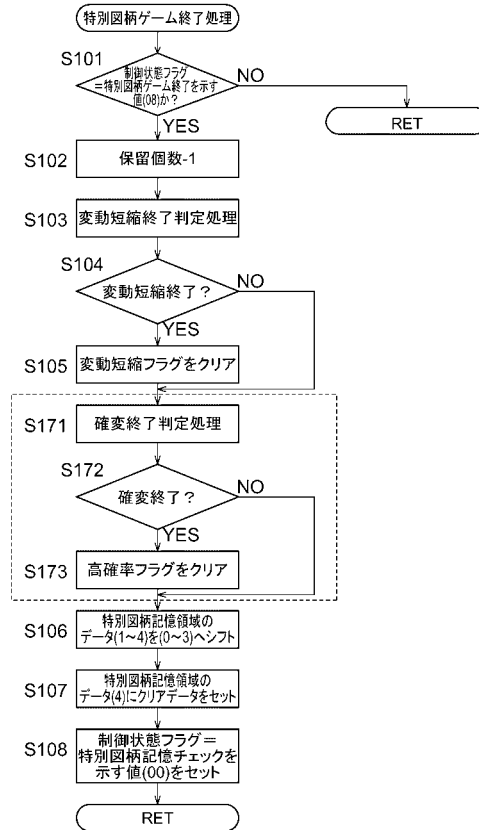 特別図柄ゲーム終了処理
S101
制御状態フラグ
＝特別図柄ゲーム終了を示す
値(08)か？
NO
RET
YES
S102
保留個数-1
S103
変動短縮終了判定処理
S104
変動短縮終了？
NO
YES
S105
変動短縮フラグをクリア
S171
確変終了判定処理
S172
確変終了？
NO
YES
S173
高確率フラグをクリア
S106
特別図柄記憶領域の
データ(1～4)を(0～3)へシフト
S107
特別図柄記憶領域の
データ(4)にクリアデータをセット
S108
制御状態フラグ＝
特別図柄記憶チェックを
示す値(00)をセット
RET